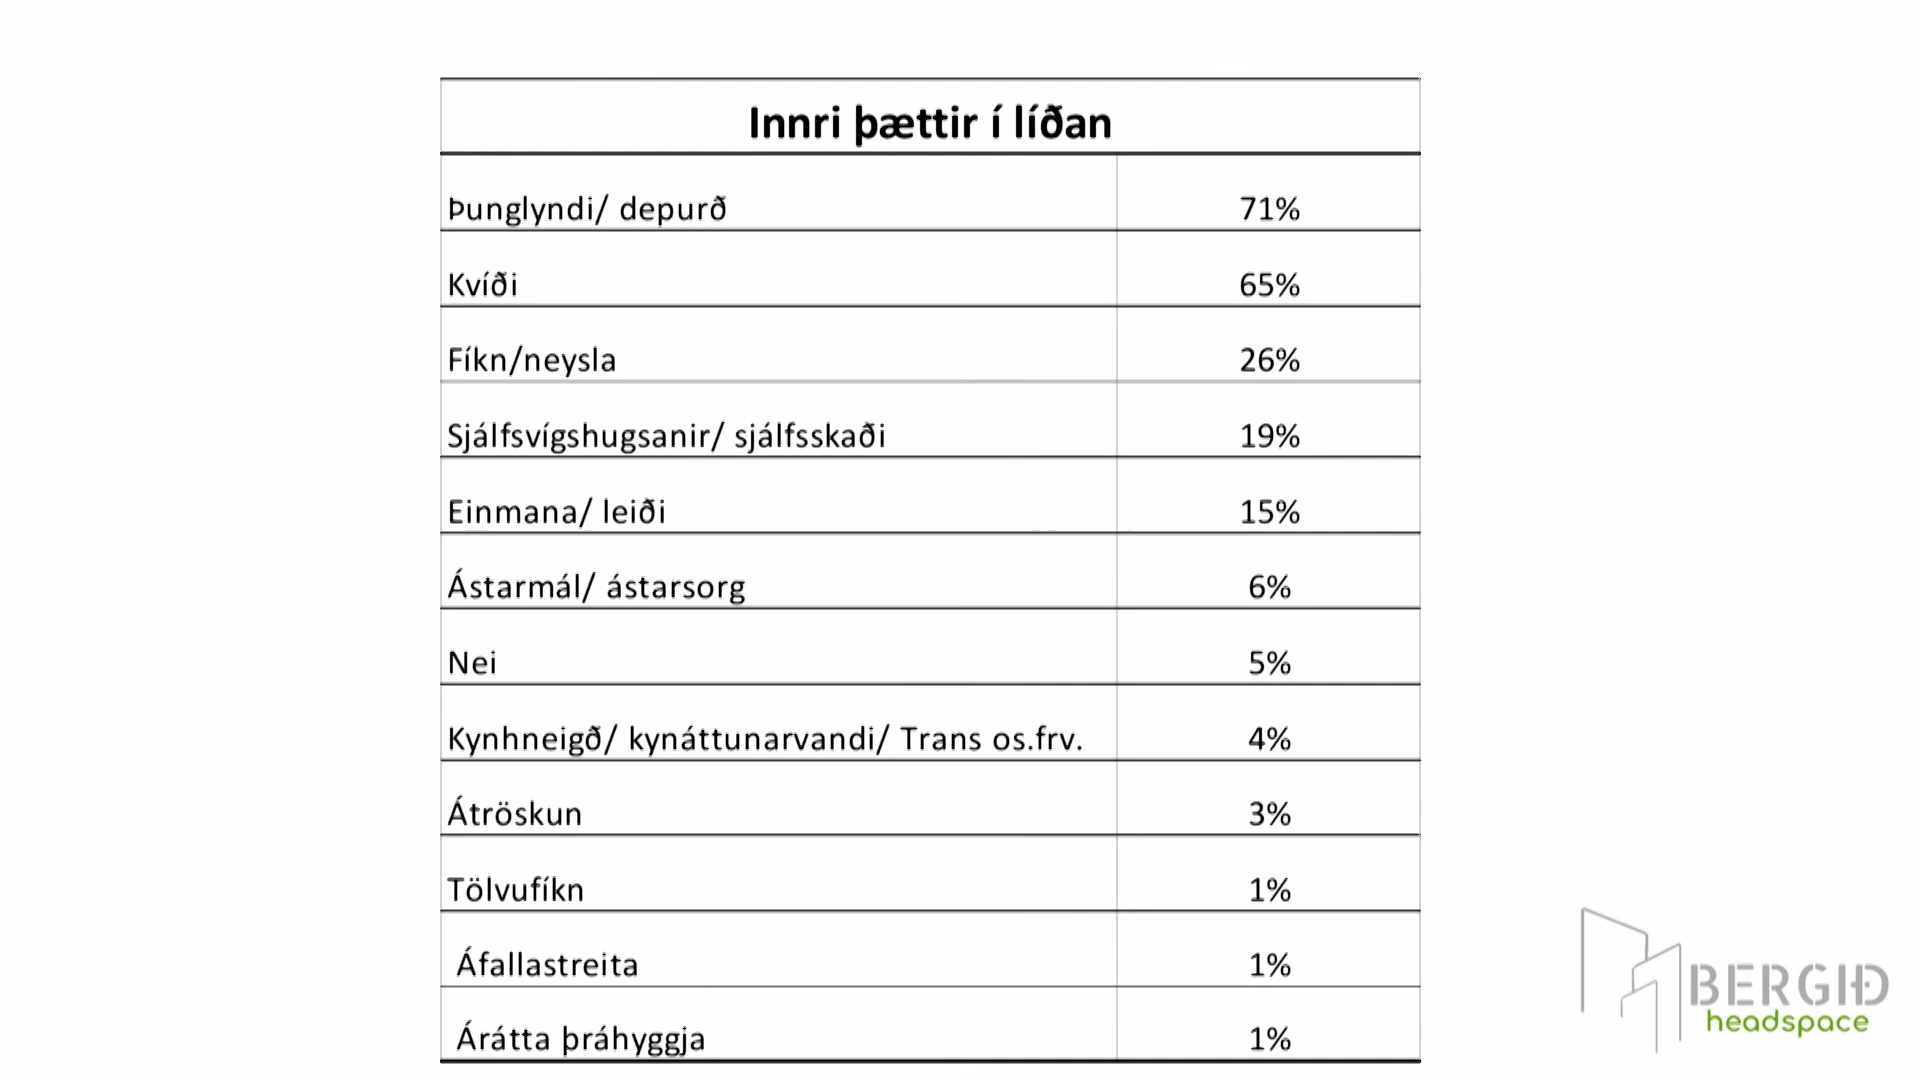 Innri þættir í líðan
Þunglyndi/ depurð 71%
Kvíði 65%
Fíkn/neysla 26%
Sjálfsvígshugsanir/ sjálfsskaði 19%
Einmana/ leiði 15%
Ástarmál/ ástarsorg 6%
Nei 5%
Kynhneigð/ kynáttunarvandi/ Trans os.frv. 4%
Átröskun 3%
Tölvufíkn 1%
Áfallastreita 1%
Árátta þráhyggja 1%
BERGIÐ
headspace